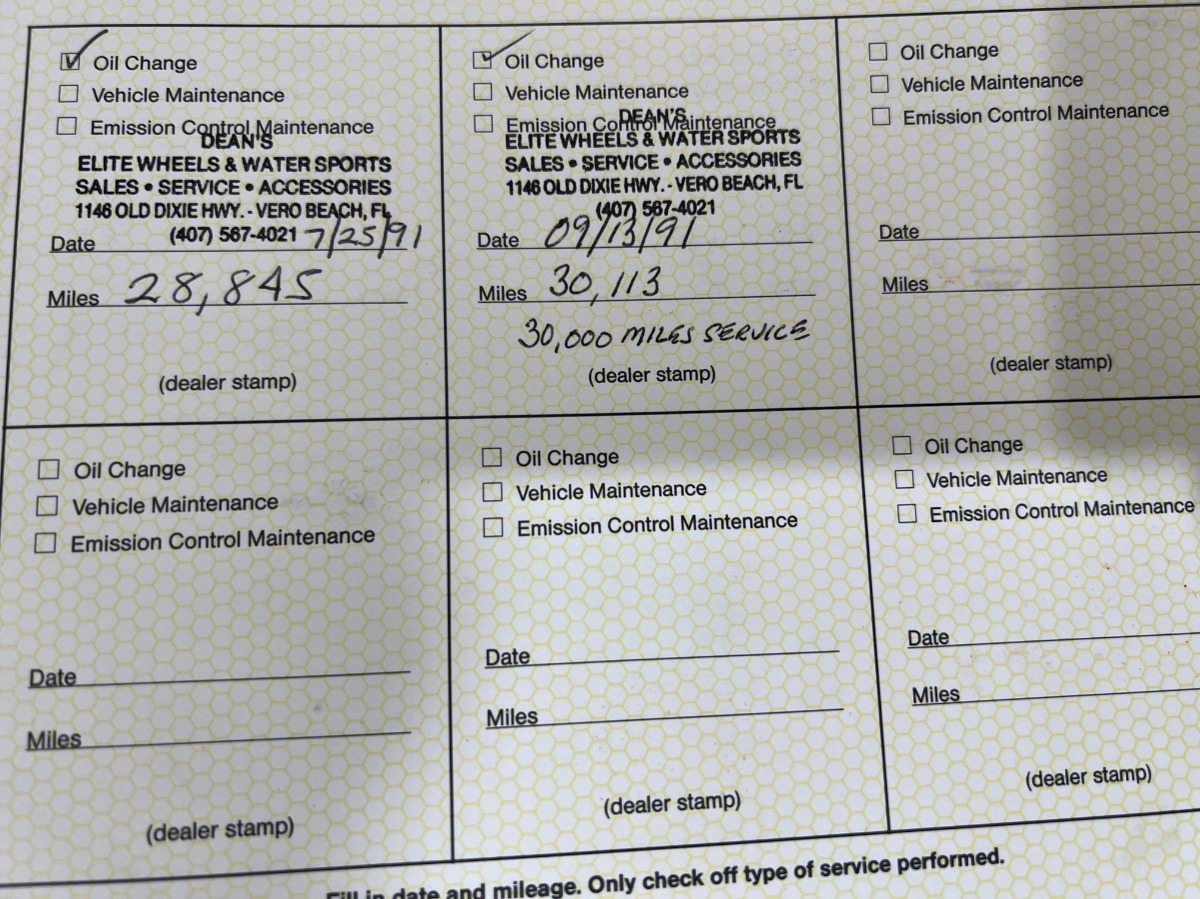 Oil Change
Vehicle Maintenance
Emission Control Maintenance
DEAN'S
ELITE WHEELS & WATER SPORTS
SALES • SERVICE • ACCESSORIES
1146 OLD DIXIE HWY. - VERO BEACH, FL
(407) 567-4021
Date 7/25/91
Miles 28,845
(dealer stamp)
Oil Change
Vehicle Maintenance
Emission Control Maintenance
DEAN'S
ELITE WHEELS & WATER SPORTS
SALES • SERVICE • ACCESSORIES
1146 OLD DIXIE HWY. - VERO BEACH, FL
(407) 567-4021
Date 09/13/91
Miles 30,113
30,000 MILES SERVICE
(dealer stamp)
Oil Change
Vehicle Maintenance
Emission Control Maintenance
Date
Miles
(dealer stamp)
Oil Change
Vehicle Maintenance
Emission Control Maintenance
Date
Miles
(dealer stamp)
Oil Change
Vehicle Maintenance
Emission Control Maintenance
Date
Miles
(dealer stamp)
Oil Change
Vehicle Maintenance
Emission Control Maintenance
Date
Miles
(dealer stamp)
Fill in date and mileage. Only check off type of service performed.